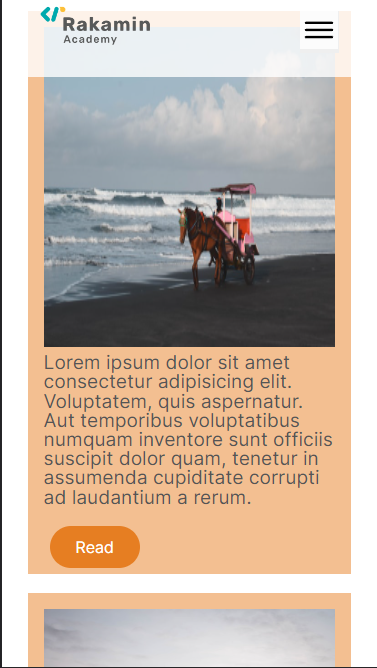 Rakamin
Academy
Lorem ipsum dolor sit amet
consectetur adipisicing elit.
Voluptatem, quis aspernatur.
Aut temporibus voluptatibus
numquam inventore sunt officiis
suscipit dolor quam, tenetur in
assumenda cupiditate corrupti
ad laudantium a rerum.
Read